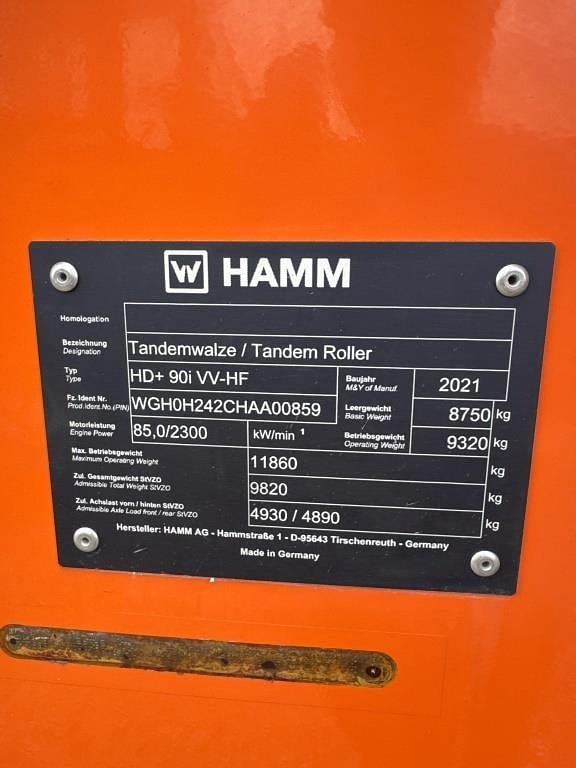 W HAMM
Homologation
Bezeichnung
Designation
Tandemwalze / Tandem Roller
Typ
Type
HD+ 90i VV-HF
Baujahr
M&Y of Manuf.
2021
Fz. Ident Nr.
Prod.Ident.No.(PIN)
WGH0H242CHAA00859
Leergewicht
Basic Weight
8750 kg
Motorleistung
Engine Power
85,0/2300 kW/min⁻¹
Betriebsgewicht
Operating Weight
9320 kg
Max. Betriebsgewicht
Maximum Operating Weight
11860 kg
Zul. Gesamtgewicht StVZO
Admissible Total Weight StVZO
9820 kg
Zul. Achslast vorn / hinten StVZO
Admissible Axle Load front / rear StVZO
4930 / 4890 kg
Hersteller: HAMM AG - Hammstraße 1 - D-95643 Tirschenreuth - Germany
Made in Germany